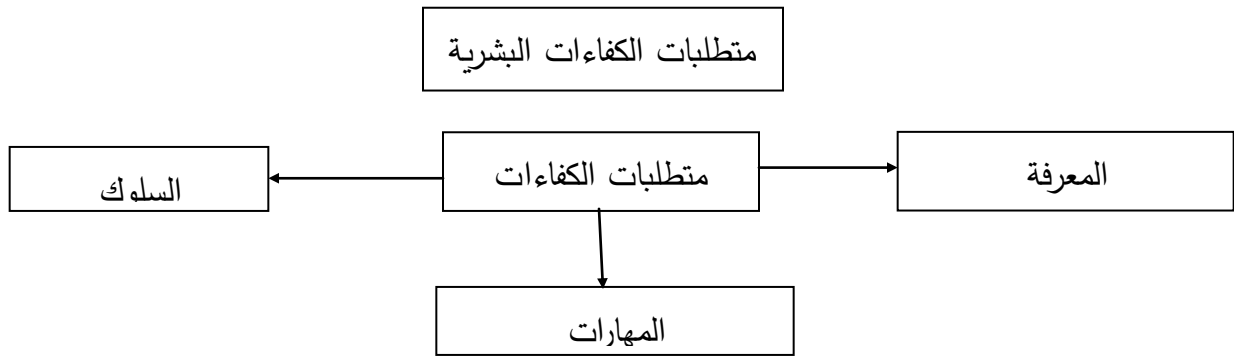 متطلبات الكفاءات البشرية
المعرفة
متطلبات الكفاءات
السلوك
المهارات